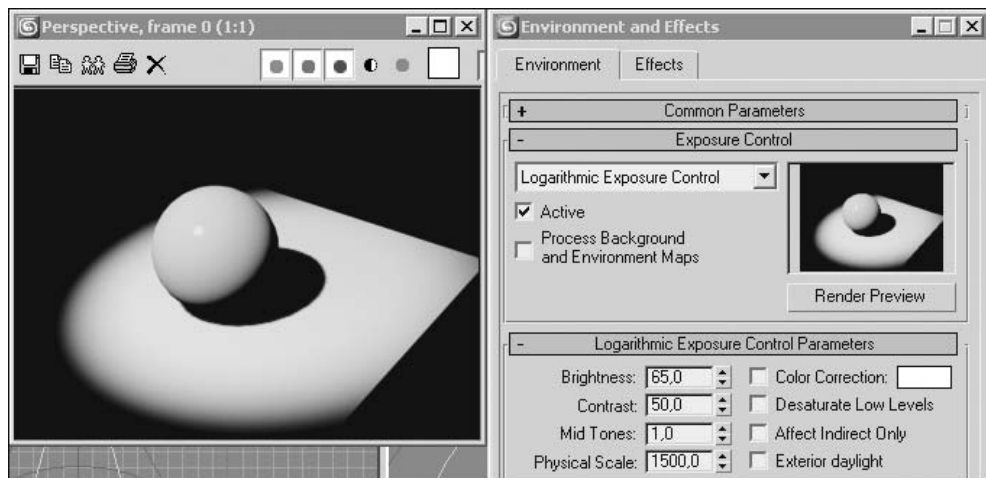 Perspective, frame 0 (1:1)
Environment and Effects
Environment
Effects
+ Common Parameters
- Exposure Control
Logarithmic Exposure Control
Active
Process Background
and Environment Maps
Render Preview
- Logarithmic Exposure Control Parameters
Brightness: 65,0 Color Correction:
Contrast: 50,0 Desaturate Low Levels
Mid Tones: 1,0 Affect Indirect Only
Physical Scale: 1500,0 Exterior daylight